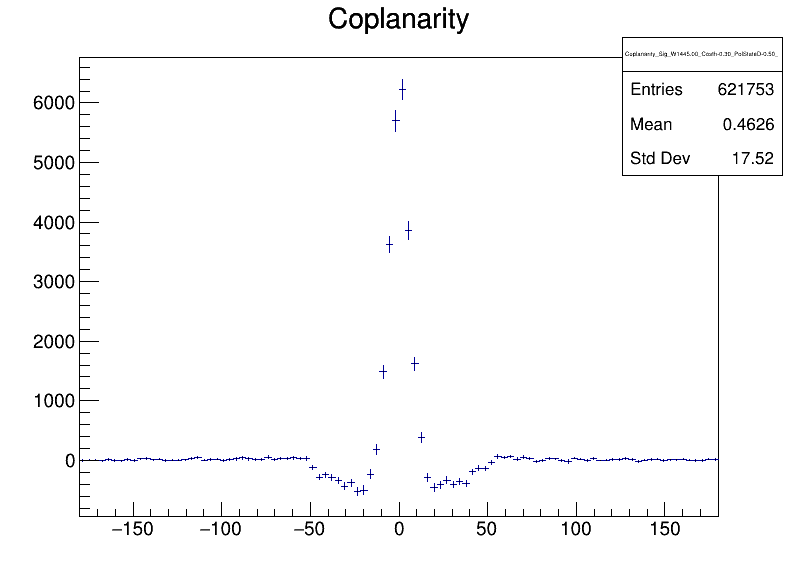 Coplanarity
Coplanarity_Sig_W1445.00_Costh-0.30_PolStateD-0.50_
Entries 621753
Mean 0.4626
Std Dev 17.52
6000
5000
4000
3000
2000
1000
0
−150 −100 −50 0 50 100 150